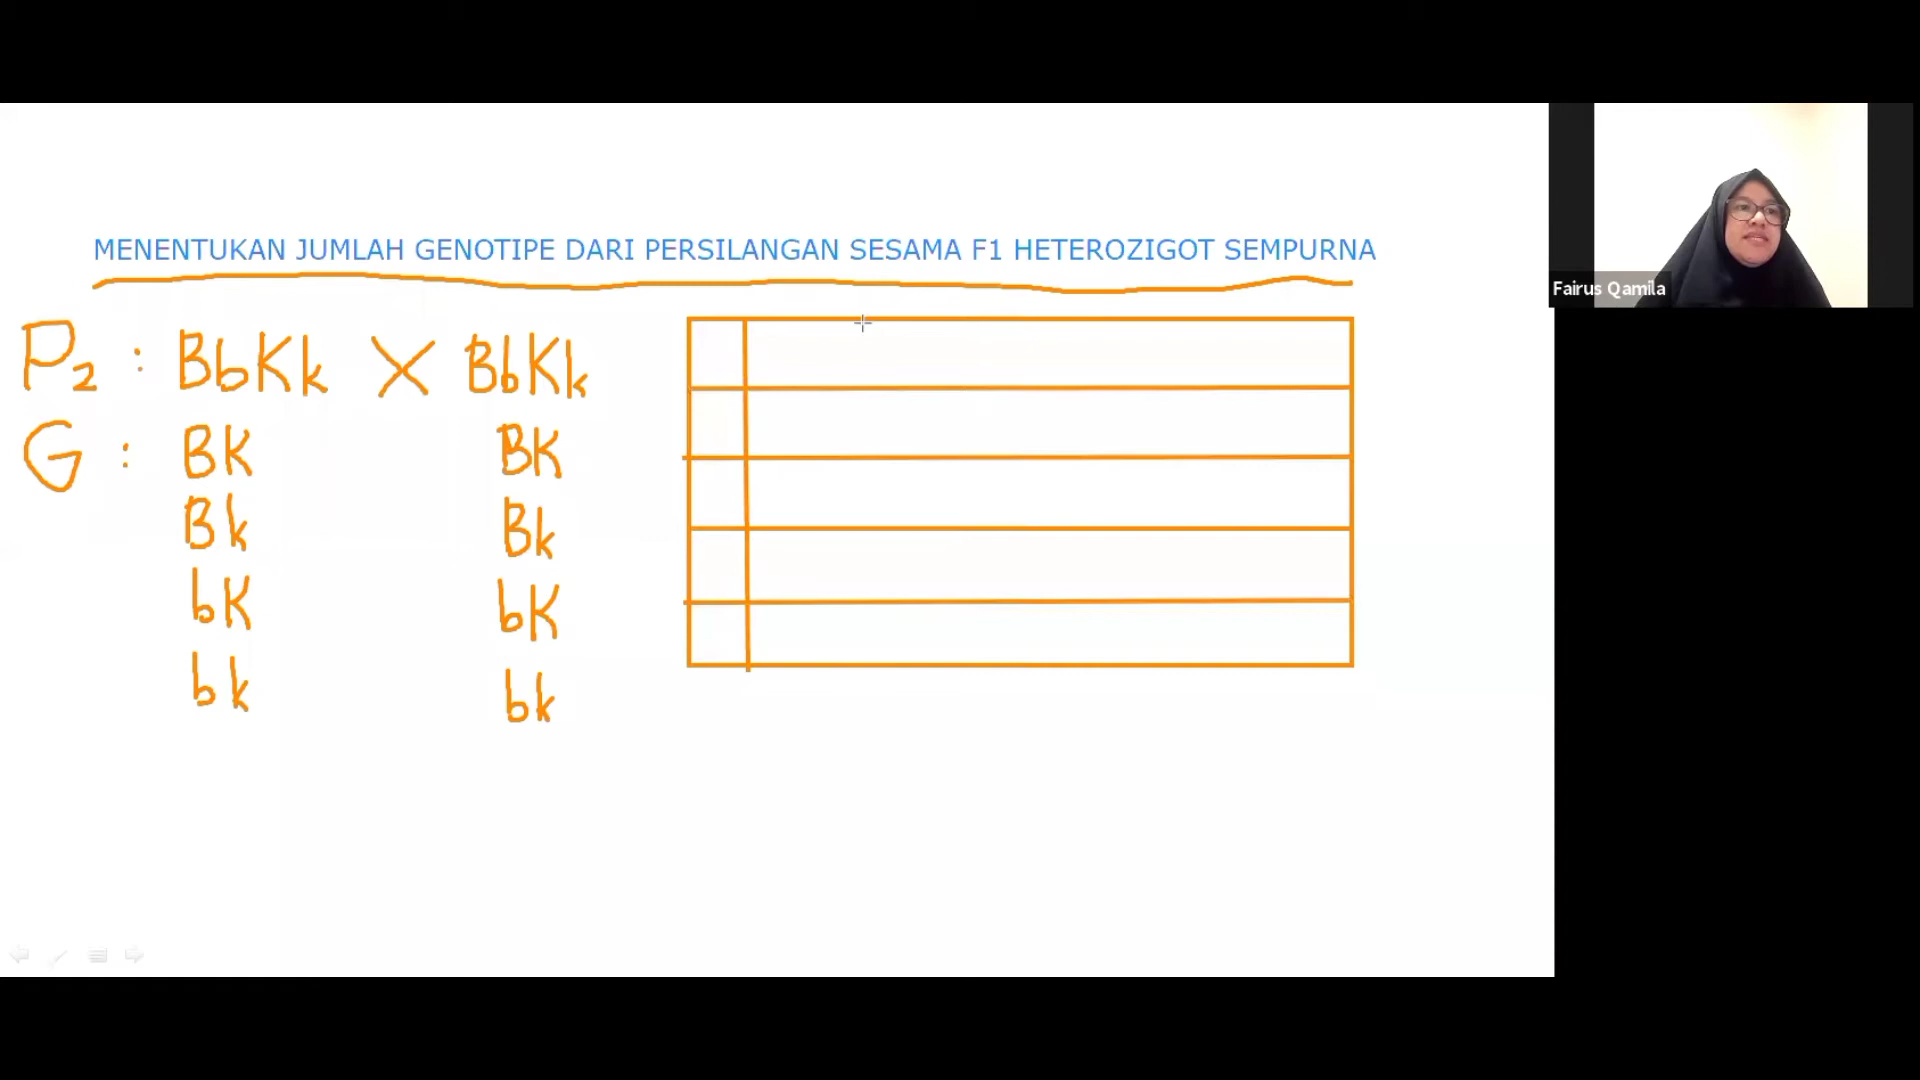 MENENTUKAN JUMLAH GENOTIPE DARI PERSILANGAN SESAMA F1 HETEROZIGOT SEMPURNA
Fairus Qamila
P2 : BbKk X BbKk
G : BK BK
Bk Bk
bK bK
bk bk